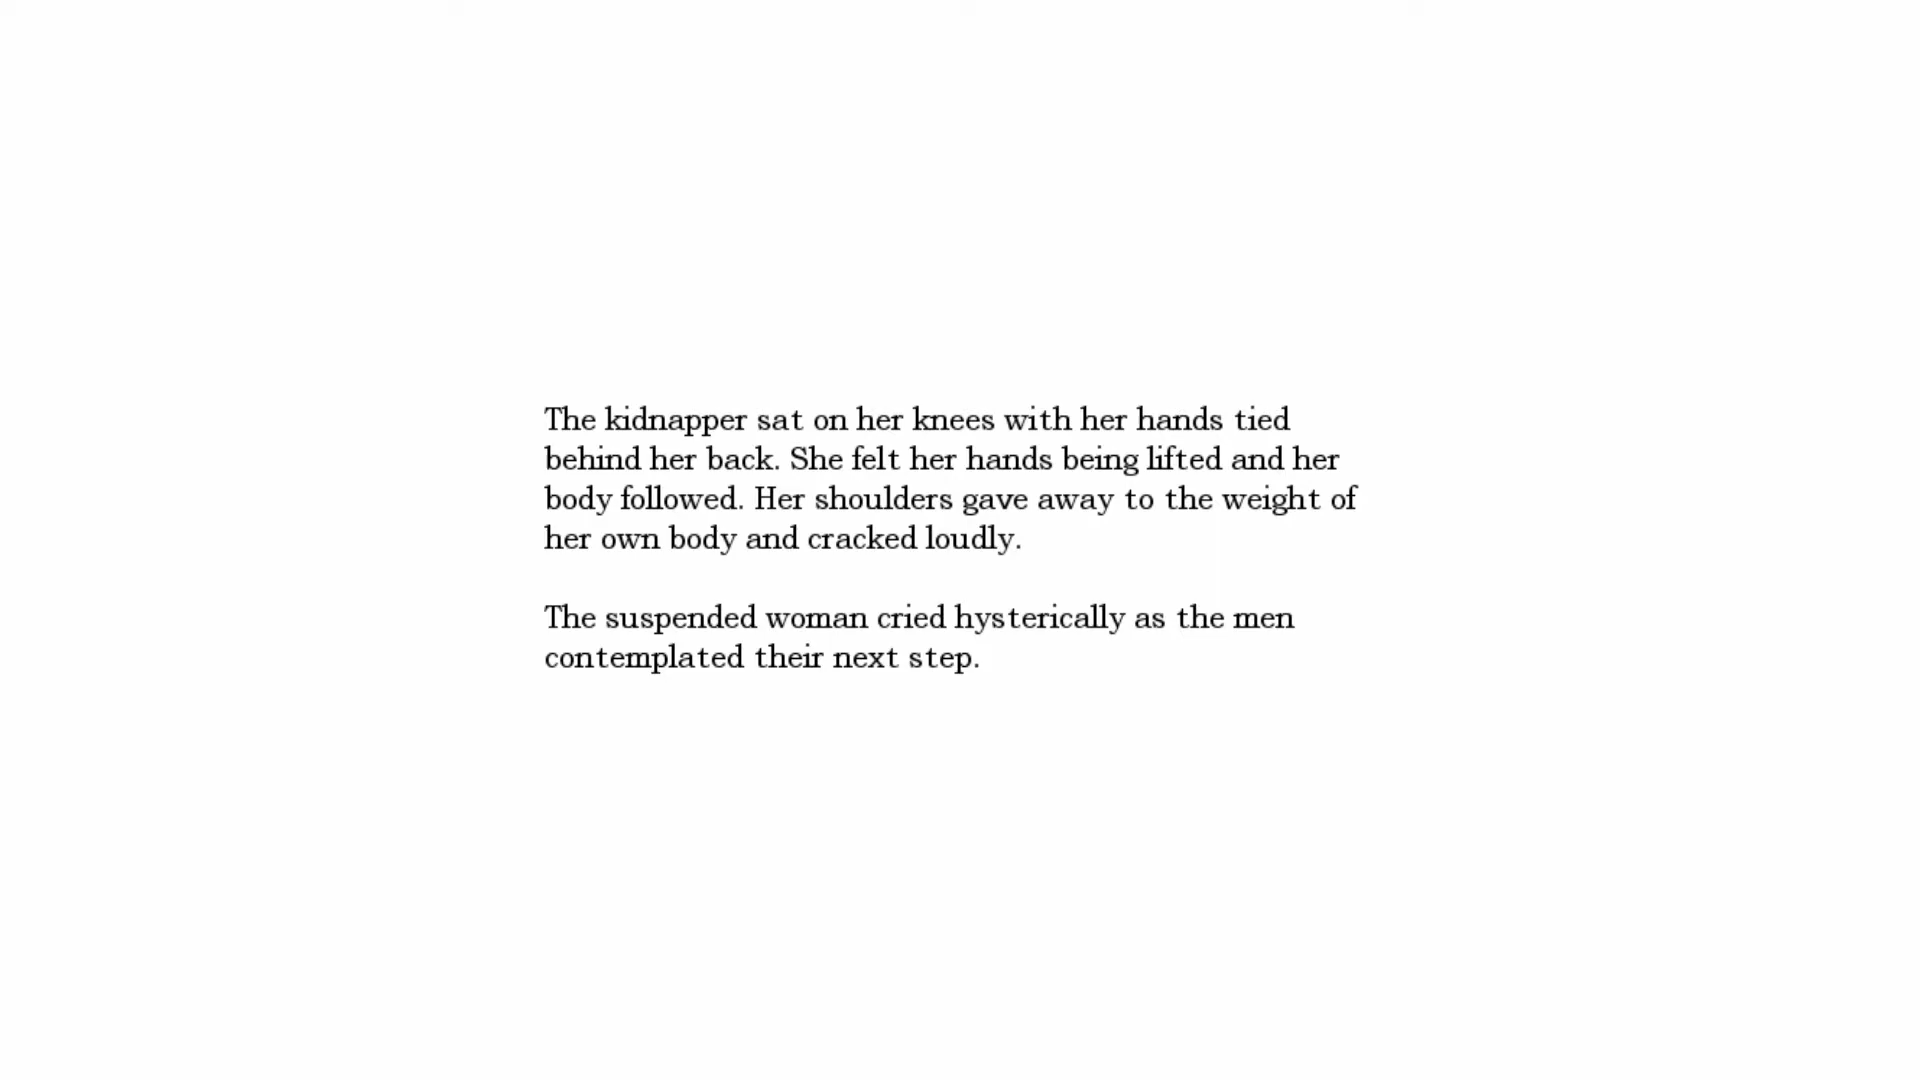 The kidnapper sat on her knees with her hands tied
behind her back. She felt her hands being lifted and her
body followed. Her shoulders gave away to the weight of
her own body and cracked loudly.
The suspended woman cried hysterically as the men
contemplated their next step.